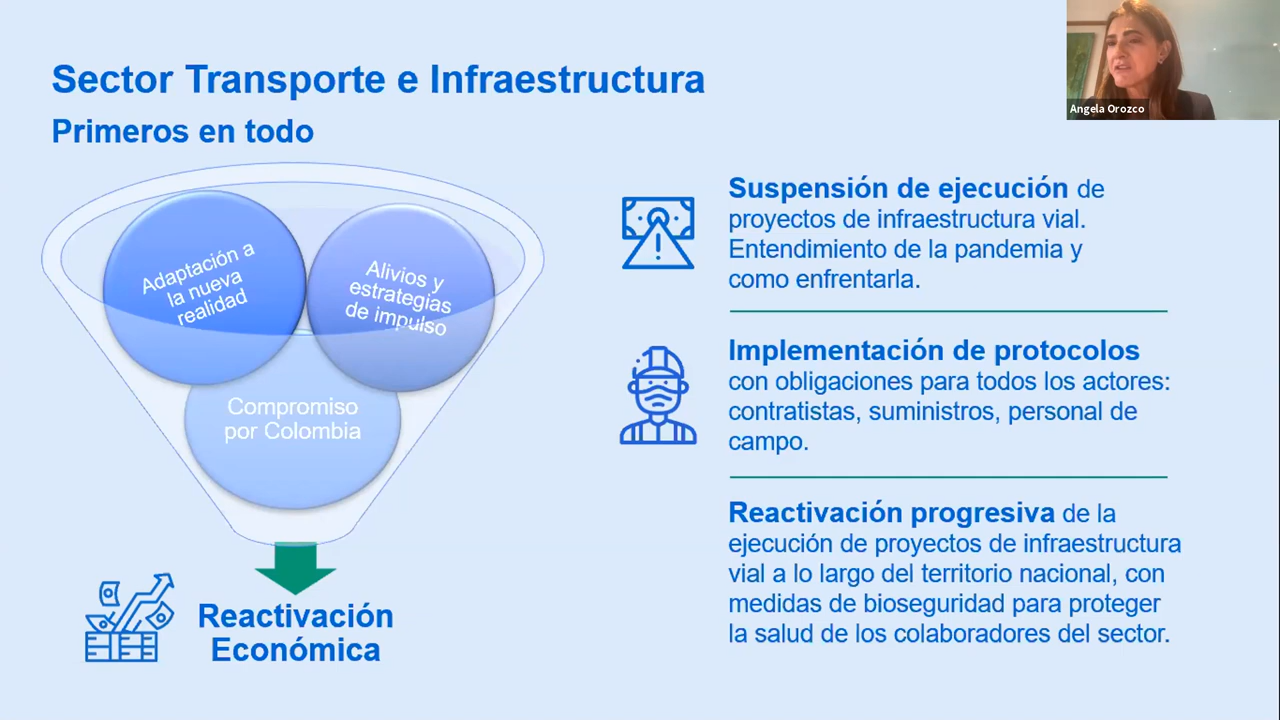 Sector Transporte e Infraestructura
Primeros en todo
Angela Orozco
Adaptación a
la nueva
realidad
Alivios y
estrategias
de impulso
Compromiso
por Colombia
Reactivación
Económica
Suspensión de ejecución de
proyectos de infraestructura vial.
Entendimiento de la pandemia y
como enfrentarla.
Implementación de protocolos
con obligaciones para todos los actores:
contratistas, suministros, personal de
campo.
Reactivación progresiva de la
ejecución de proyectos de infraestructura
vial a lo largo del territorio nacional, con
medidas de bioseguridad para proteger
la salud de los colaboradores del sector.